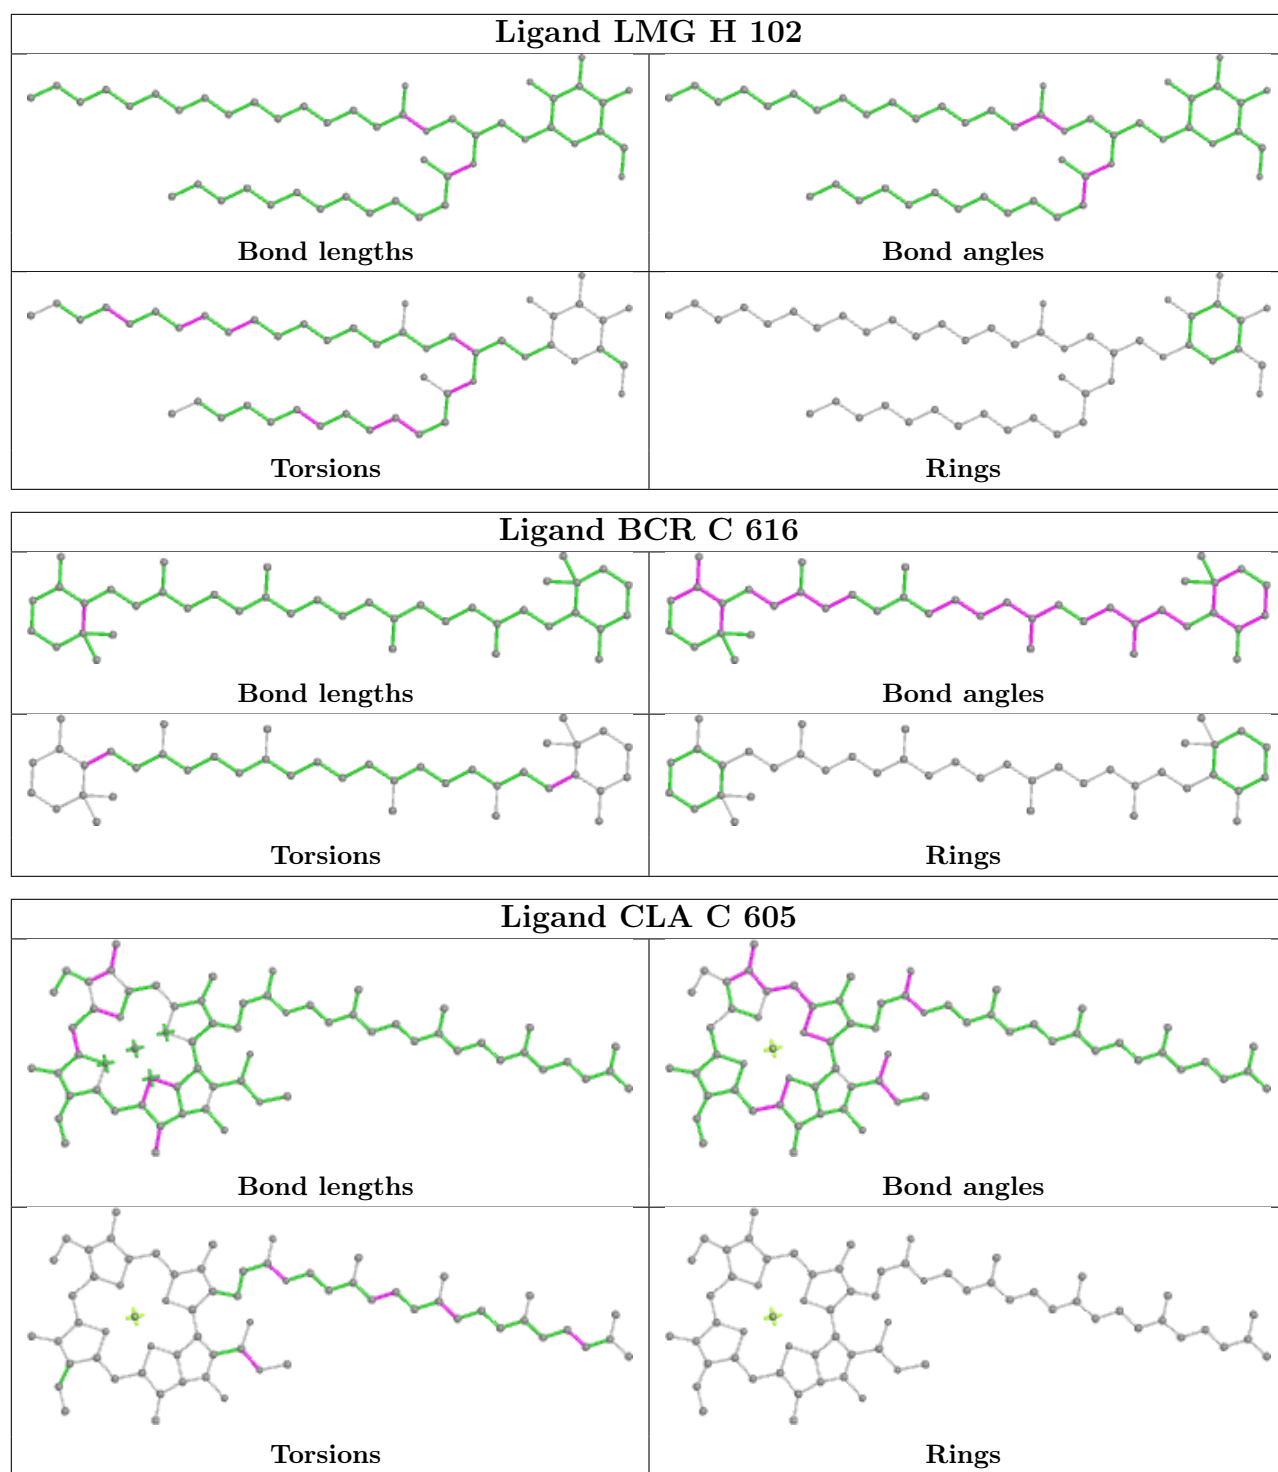 Ligand LMG H 102
Bond lengths
Bond angles
Torsions
Rings
Ligand BCR C 616
Bond lengths
Bond angles
Torsions
Rings
Ligand CLA C 605
Bond lengths
Bond angles
Torsions
Rings